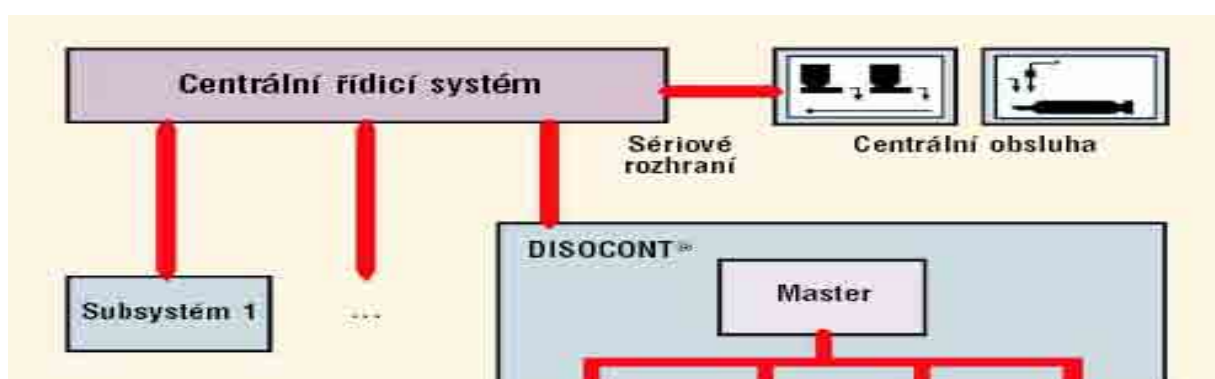 Centrální řídicí systém
Sériové
rozhraní
Centrální obsluha
DISOCONT®
Master
Subsystém 1
...